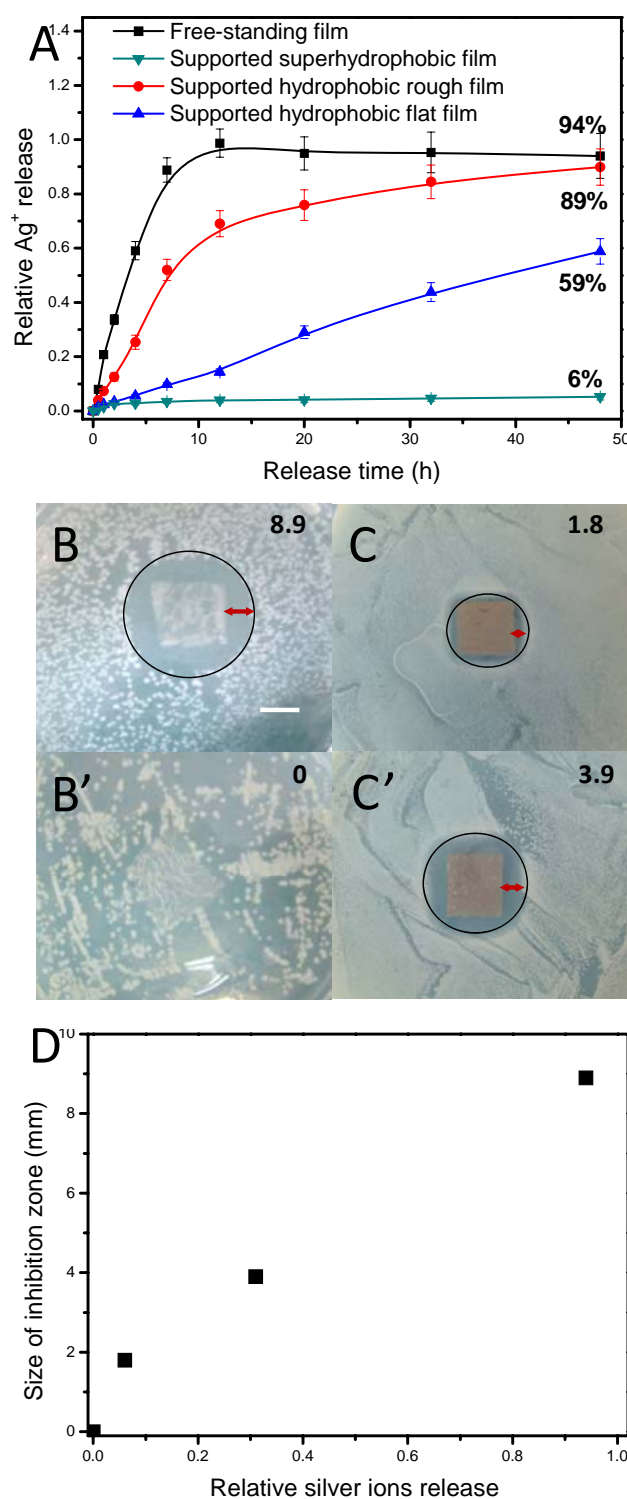 A
Free-standing film
Supported superhydrophobic film
Supported hydrophobic rough film
Supported hydrophobic flat film
1.4
1.2
1.0
0.8
0.6
0.4
0.2
0.0
94%
89%
59%
6%
Relative Ag⁺ release
0 10 20 30 40 50
Release time (h)
B 8.9
C 1.8
B' 0
C' 3.9
D
10
8
6
4
2
0
Size of inhibition zone (mm)
0.0 0.2 0.4 0.6 0.8 1.0
Relative silver ions release